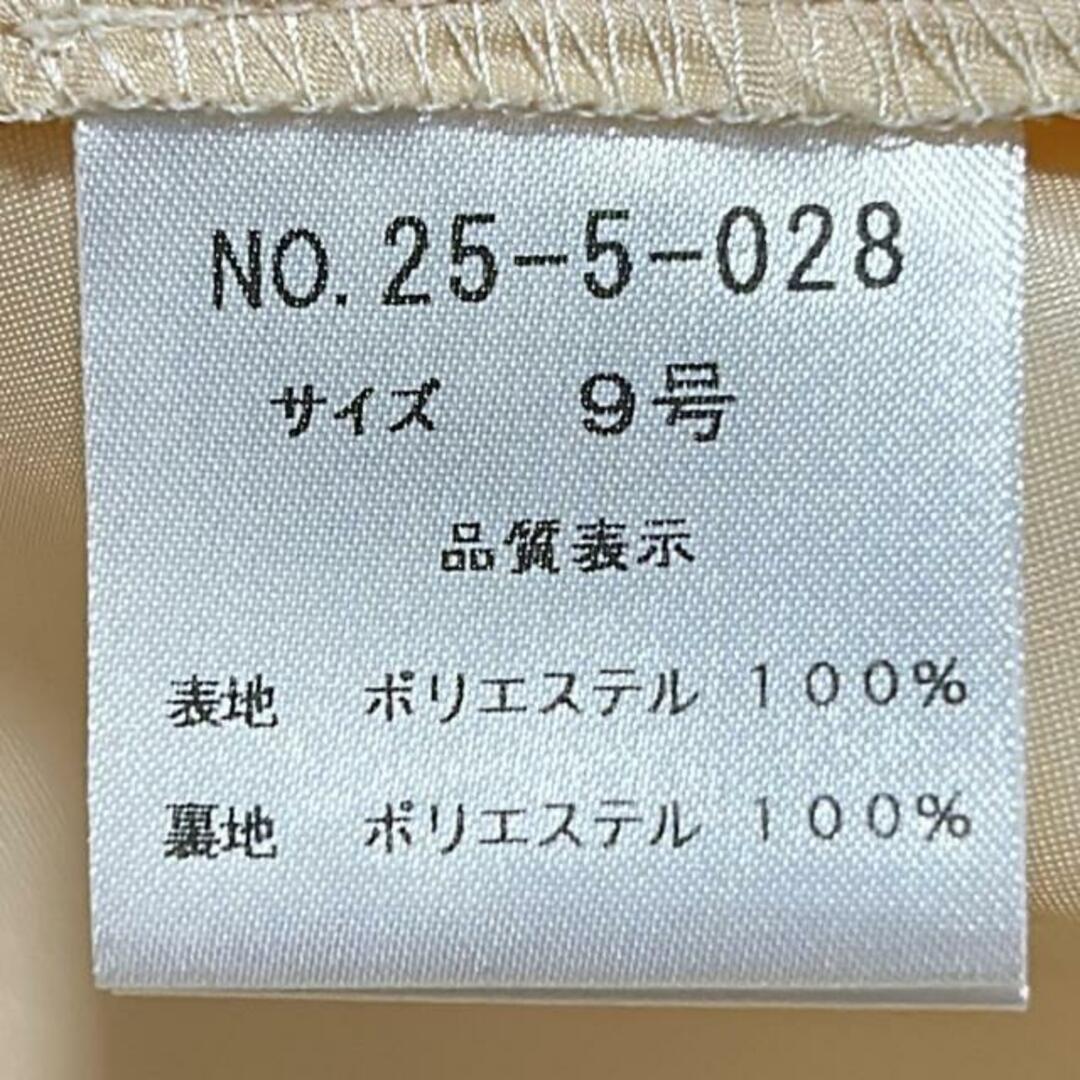 NO. 25-5-028
サイズ 9号
品質表示
表地 ポリエステル 100%
裏地 ポリエステル 100%